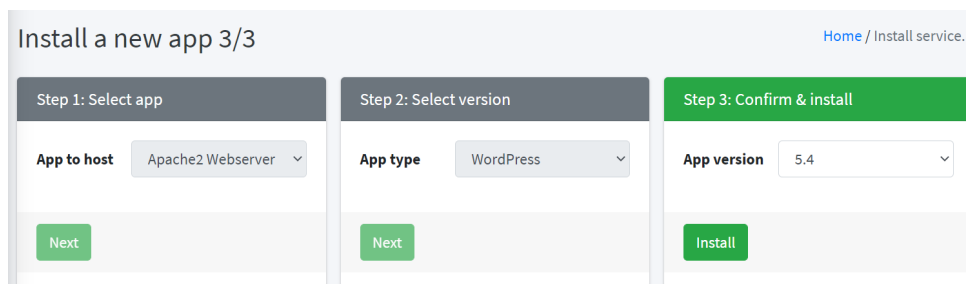 Install a new app 3/3
Home / Install service.
Step 1: Select app
Step 2: Select version
Step 3: Confirm & install
App to host Apache2 Webserver
App type WordPress
App version 5.4
Next
Next
Install